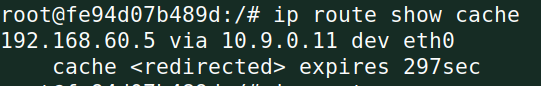 root@fe94d07b489d:/# ip route show cache
192.168.60.5 via 10.9.0.11 dev eth0
    cache <redirected> expires 297sec